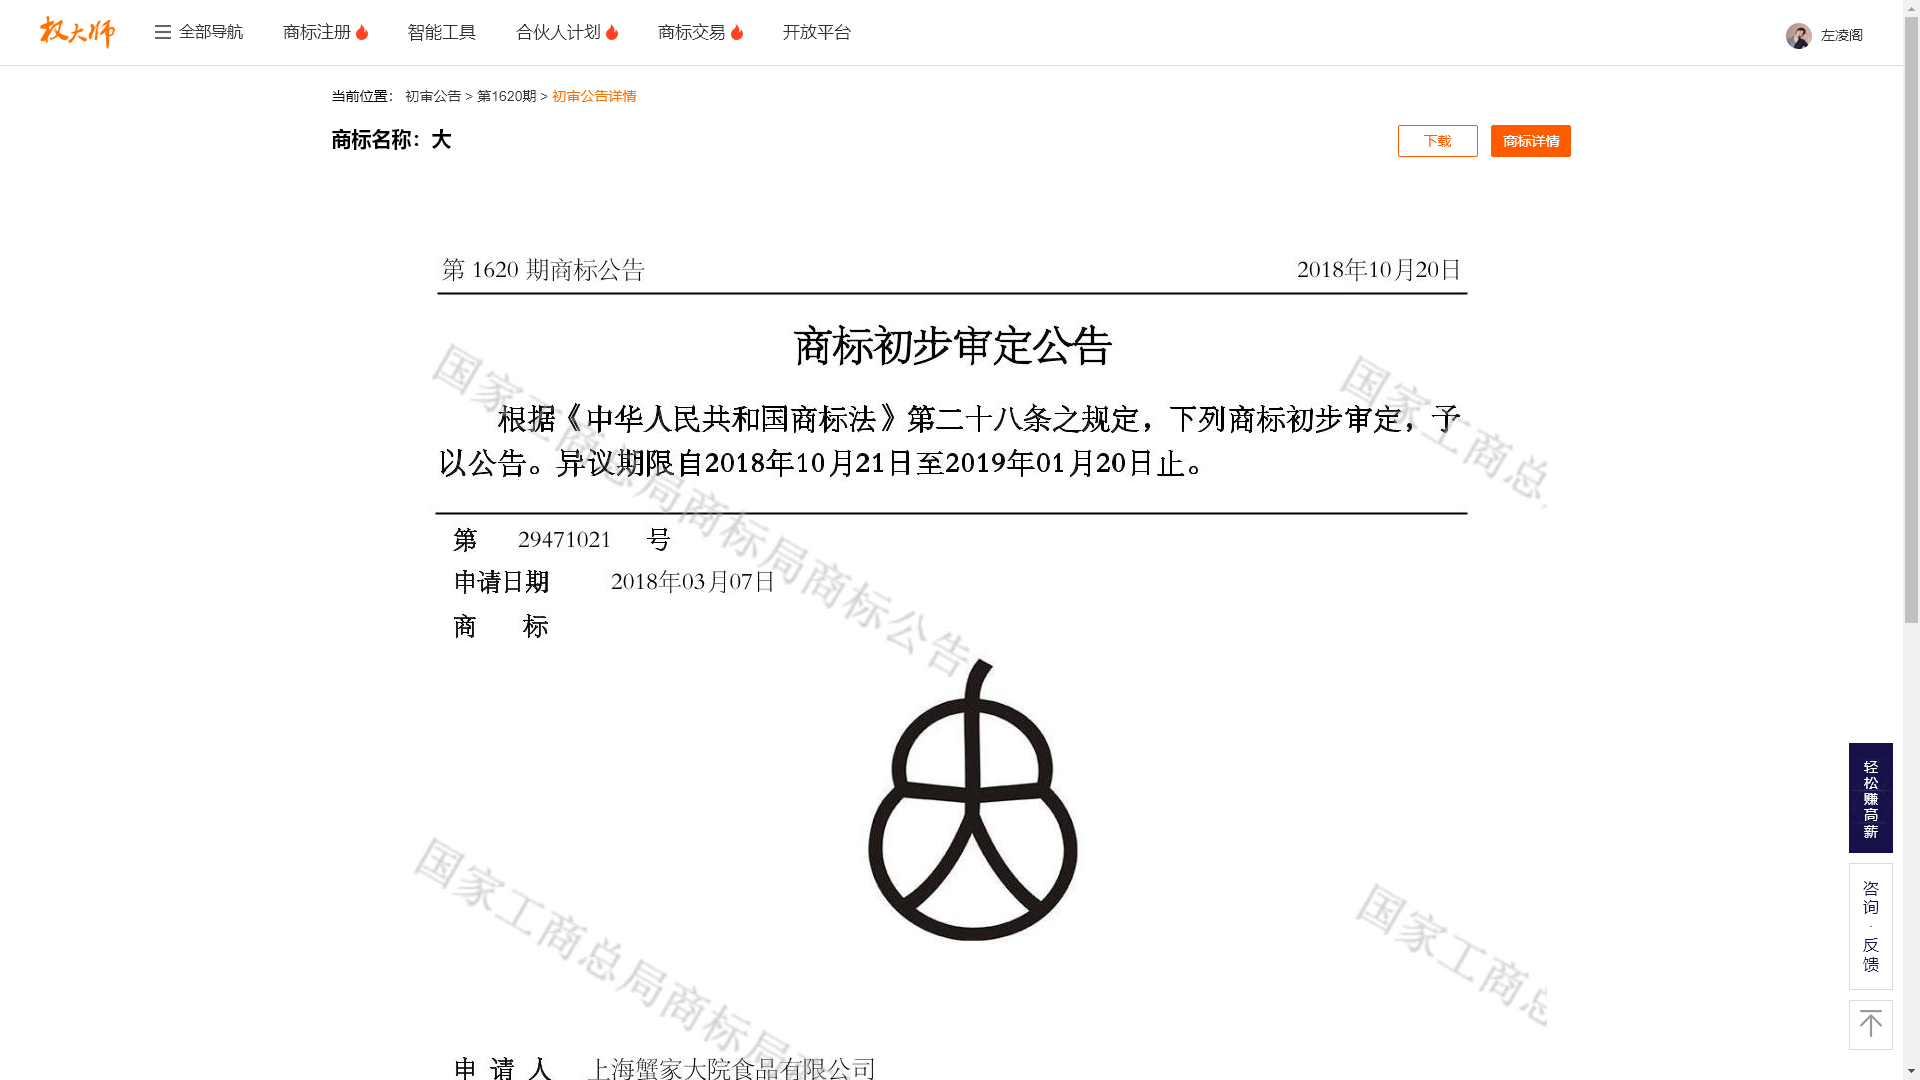 权大师 全部导航 商标注册 智能工具 合伙人计划 商标交易 开放平台 左凌阁
当前位置： 初审公告 > 第1620期 > 初审公告详情
商标名称：大
下载 商标详情
第 1620 期商标公告 2018年10月20日
商标初步审定公告
根据《中华人民共和国商标法》第二十八条之规定，下列商标初步审定，予
以公告。异议期限自2018年10月21日至2019年01月20日止。
第 29471021 号
申请日期 2018年03月07日
商 标
申 请 人 上海蟹家大院食品有限公司
国家工商总局商标局商标公告
国家工商总
国家工商总局商标局
国家工商总
轻松赚高薪
咨询·反馈